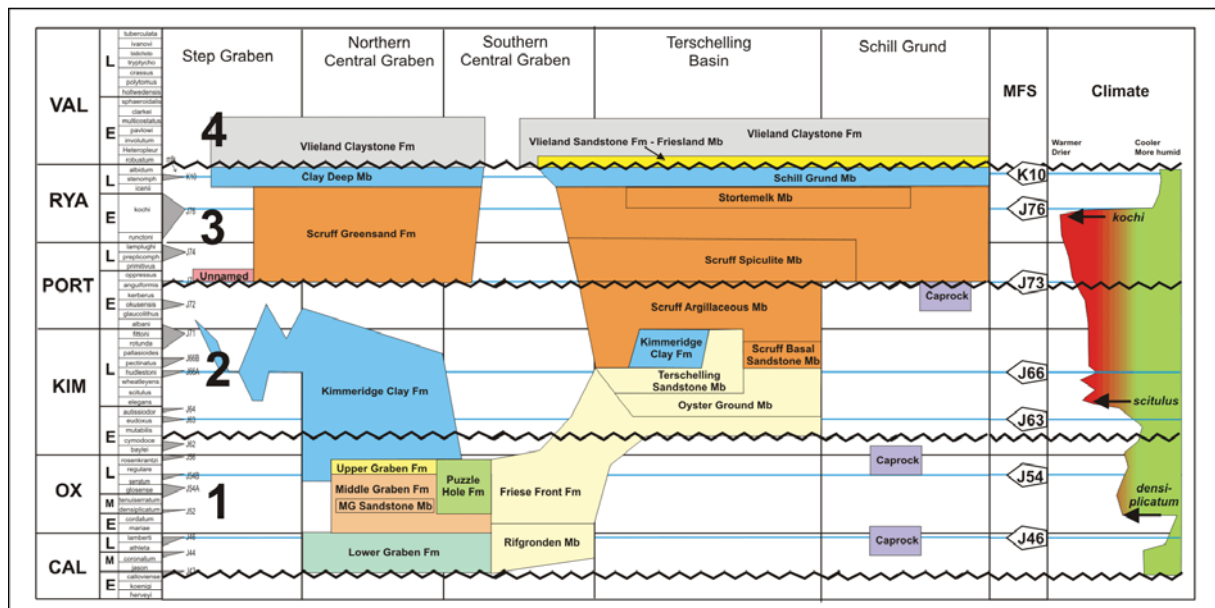 Step Graben
Northern
Central Graben
Southern
Central Graben
Terschelling
Basin
Schill Grund
MFS
Climate
Warmer
Drier
Cooler
More humid
VAL
L
E
RYA
L
E
PORT
L
E
KIM
L
E
OX
L
M
E
CAL
L
M
E
tuberculata
ivanovi
tryptycho
crassus
polytomus
hollwedensis
sphaeroidalis
clarkei
multicostatus
pavlowi
involutum
Heteropleur
robustum
albidum
stenomph
icenii
kochi
runctoni
lamplughi
preplicomph
primitivus
oppressus
anguiformis
kerberus
okusensis
glaucolithus
albani
fittoni
rotunda
pallasioides
pectinatus
hudlestoni
wheatleyens
scitulus
elegans
autissiodor
eudoxus
mutabilis
cymodoce
baylei
rosenkrantzi
regulare
serratum
glosense
tenuiserratum
densiplicatum
cordatum
mariae
lamberti
athleta
coronatum
jason
calloviense
koenigi
herveyi
K10
J76
J74
J72
J71
J66B
J66A
J64
J63
J62
J56
J54B
J54A
J52
J46
J44
4
3
2
1
Vlieland Claystone Fm
Vlieland Claystone Fm
Vlieland Sandstone Fm - Friesland Mb
Clay Deep Mb
Schill Grund Mb
Stortemelk Mb
Scruff Greensand Fm
Scruff Spiculite Mb
Unnamed
Scruff Argillaceous Mb
Caprock
Kimmeridge
Clay Fm
Scruff Basal
Sandstone Mb
Terschelling
Sandstone Mb
Kimmeridge Clay Fm
Oyster Ground Mb
Upper Graben Fm
Middle Graben Fm
MG Sandstone Mb
Puzzle
Hole Fm
Friese Front Fm
Caprock
Rifgronden Mb
Lower Graben Fm
Caprock
K10
J76
J73
J66
J63
J54
J46
kochi
scitulus
densi-
plicatum